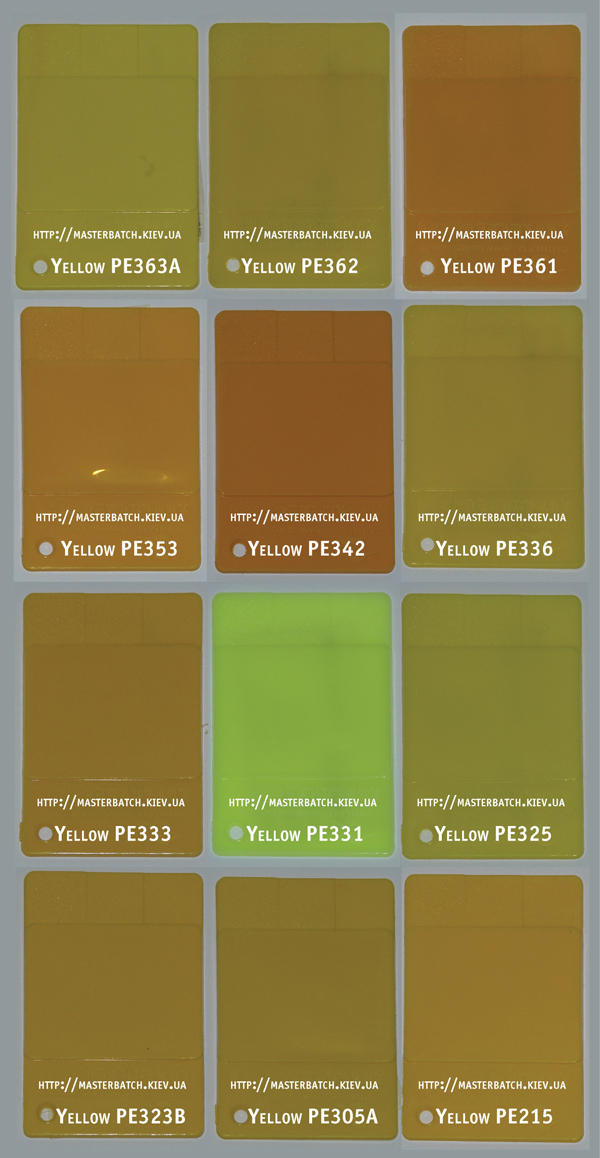 http://masterbatch.kiev.ua
Yellow PE363A
http://masterbatch.kiev.ua
Yellow PE362
http://masterbatch.kiev.ua
Yellow PE361
http://masterbatch.kiev.ua
Yellow PE353
http://masterbatch.kiev.ua
Yellow PE342
http://masterbatch.kiev.ua
Yellow PE336
http://masterbatch.kiev.ua
Yellow PE333
http://masterbatch.kiev.ua
Yellow PE331
http://masterbatch.kiev.ua
Yellow PE325
http://masterbatch.kiev.ua
Yellow PE323B
http://masterbatch.kiev.ua
Yellow PE305A
http://masterbatch.kiev.ua
Yellow PE215